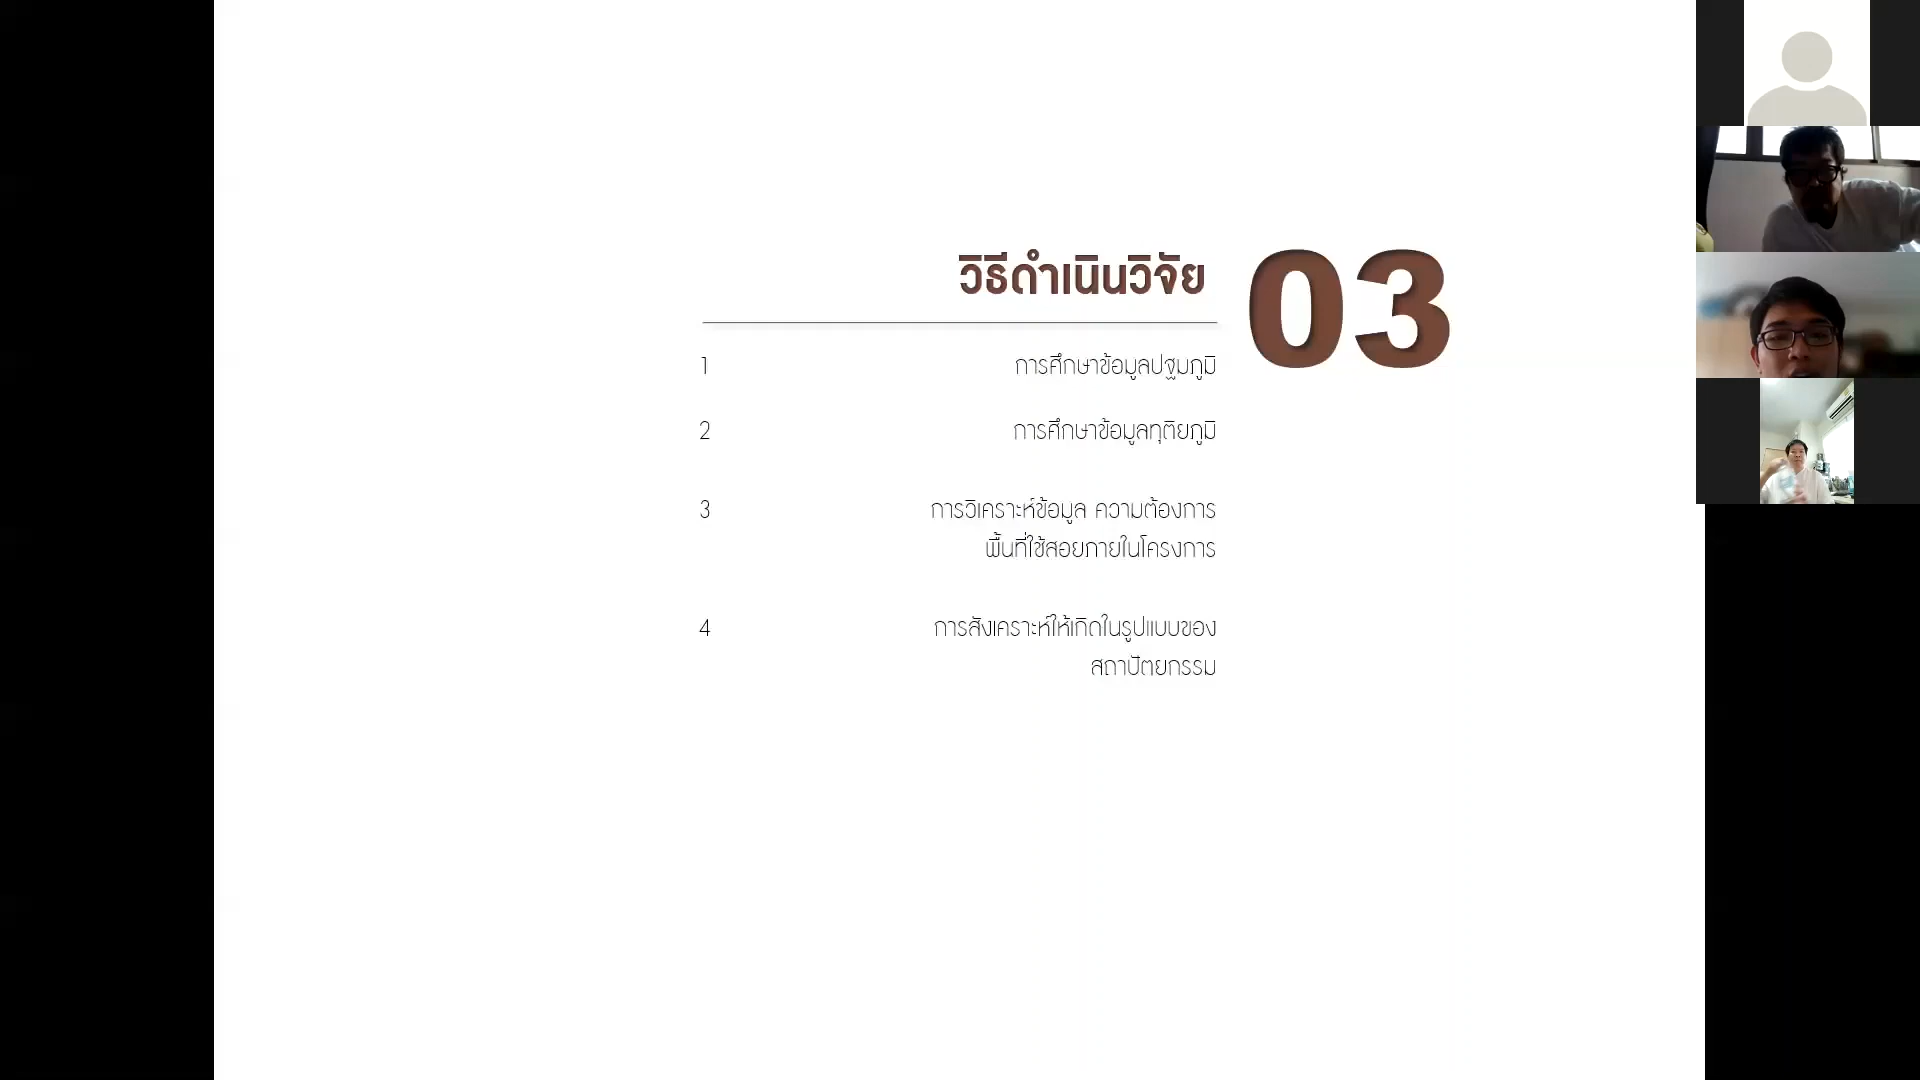 วิธีดำเนินวิจัย 03
1 การศึกษาข้อมูลปฐมภูมิ
2 การศึกษาข้อมูลทุติยภูมิ
3 การวิเคราะห์ข้อมูล ความต้องการ
พื้นที่ใช้สอยภายในโครงการ
4 การสังเคราะห์ให้เกิดในรูปแบบของ
สถาปัตยกรรม